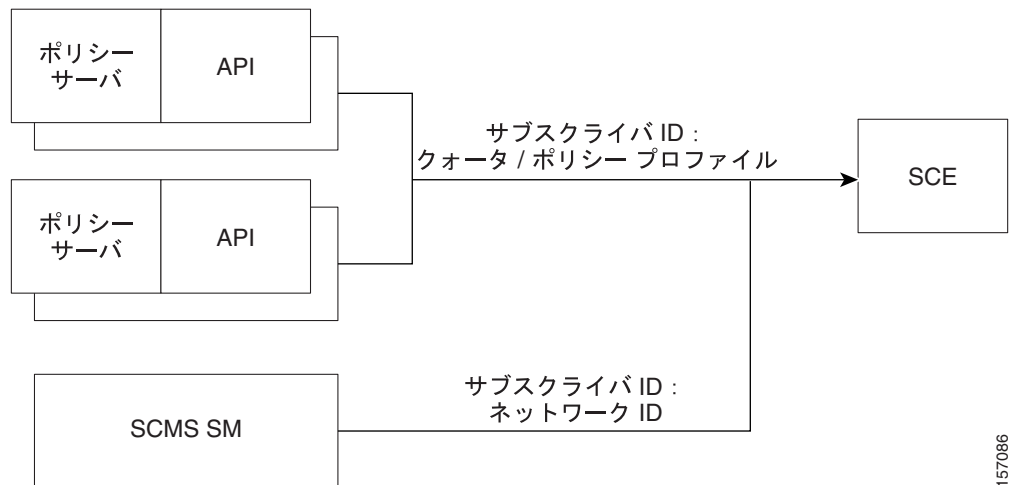 ポリシー
サーバ
API
サブスクライバ ID :
クォータ / ポリシー プロファイル
SCE
ポリシー
サーバ
API
サブスクライバ ID :
ネットワーク ID
SCMS SM
157086